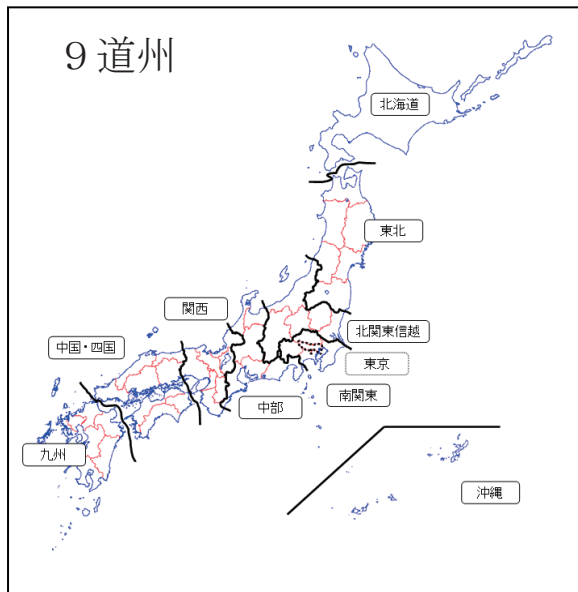 ９道州
北海道
東北
関西
北関東信越
中国・四国
東京
南関東
中部
九州
沖縄